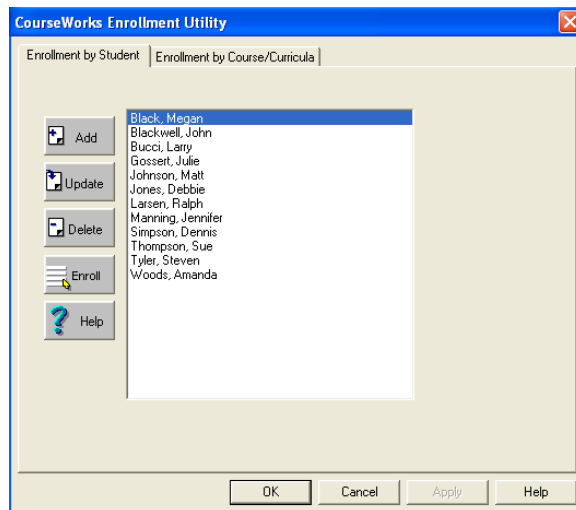 CourseWorks Enrollment Utility
Enrollment by Student
Enrollment by Course/Curricula
Add
Update
Delete
Enroll
Help
Black, Megan
Blackwell, John
Bucci, Larry
Gossert, Julie
Johnson, Matt
Jones, Debbie
Larsen, Ralph
Manning, Jennifer
Simpson, Dennis
Thompson, Sue
Tyler, Steven
Woods, Amanda
OK
Cancel
Apply
Help